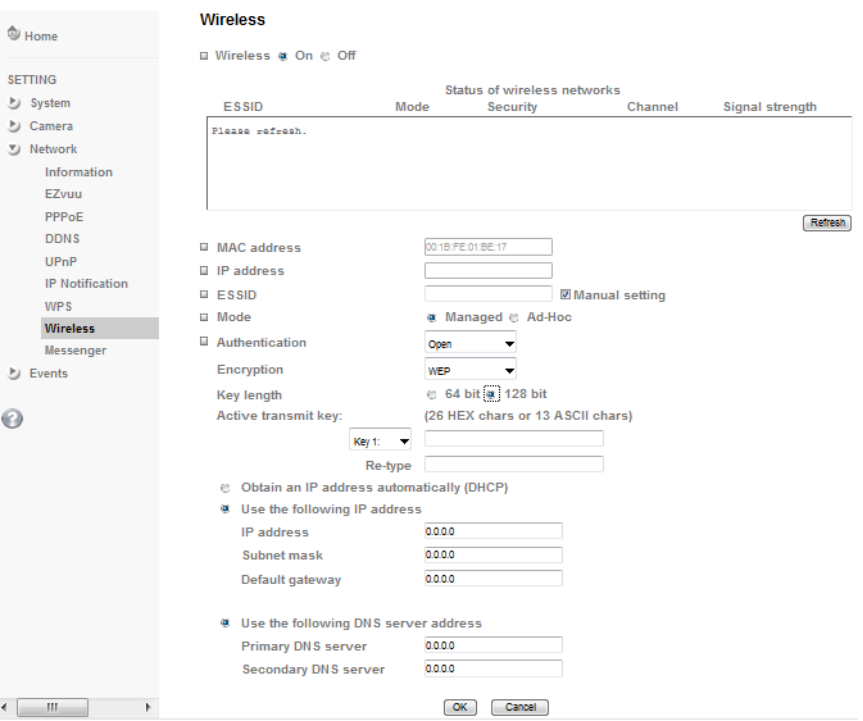 Home
SETTING
System
Camera
Network
Information
EZvuu
PPPoE
DDNS
UPnP
IP Notification
WPS
Wireless
Messenger
Events
Wireless
Wireless On Off
Status of wireless networks
ESSID Mode Security Channel Signal strength
Please refresh.
Refresh
MAC address 00:1B:FE:01:BE:17
IP address
ESSID Manual setting
Mode Managed Ad-Hoc
Authentication Open
Encryption WEP
Key length 64 bit 128 bit
Active transmit key: (26 HEX chars or 13 ASCII chars)
Key 1:
Re-type
Obtain an IP address automatically (DHCP)
Use the following IP address
IP address 0.0.0.0
Subnet mask 0.0.0.0
Default gateway 0.0.0.0
Use the following DNS server address
Primary DNS server 0.0.0.0
Secondary DNS server 0.0.0.0
OK Cancel